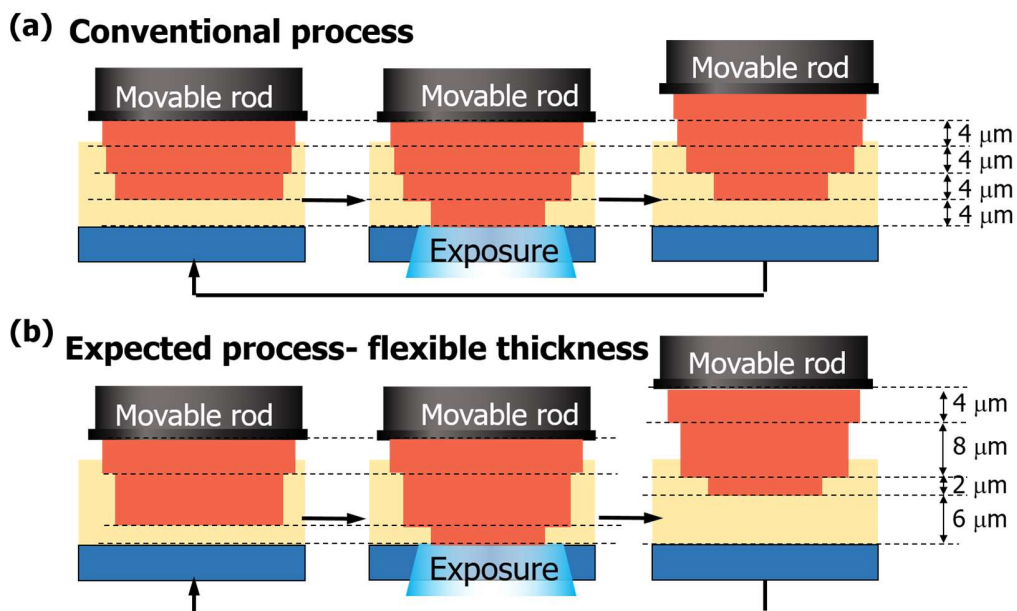 (a) Conventional process
Movable rod
Movable rod
Movable rod
4 μm
4 μm
4 μm
4 μm
Exposure
(b) Expected process- flexible thickness
Movable rod
Movable rod
Movable rod
4 μm
8 μm
2 μm
6 μm
Exposure